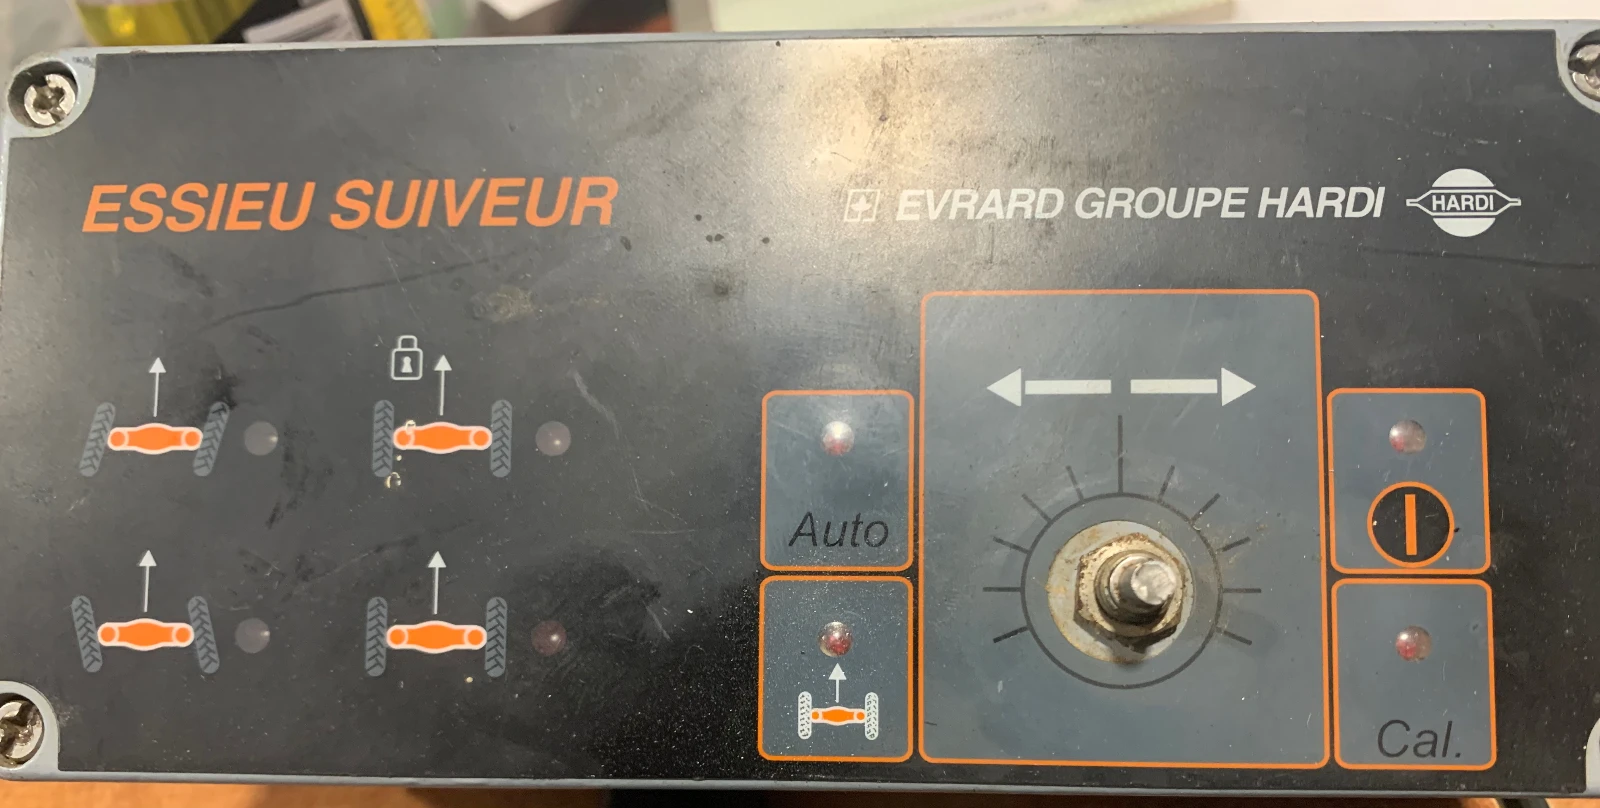 ESSIEU SUIVEUR
EVRARD GROUPE HARDI
HARDI
Auto
Cal.